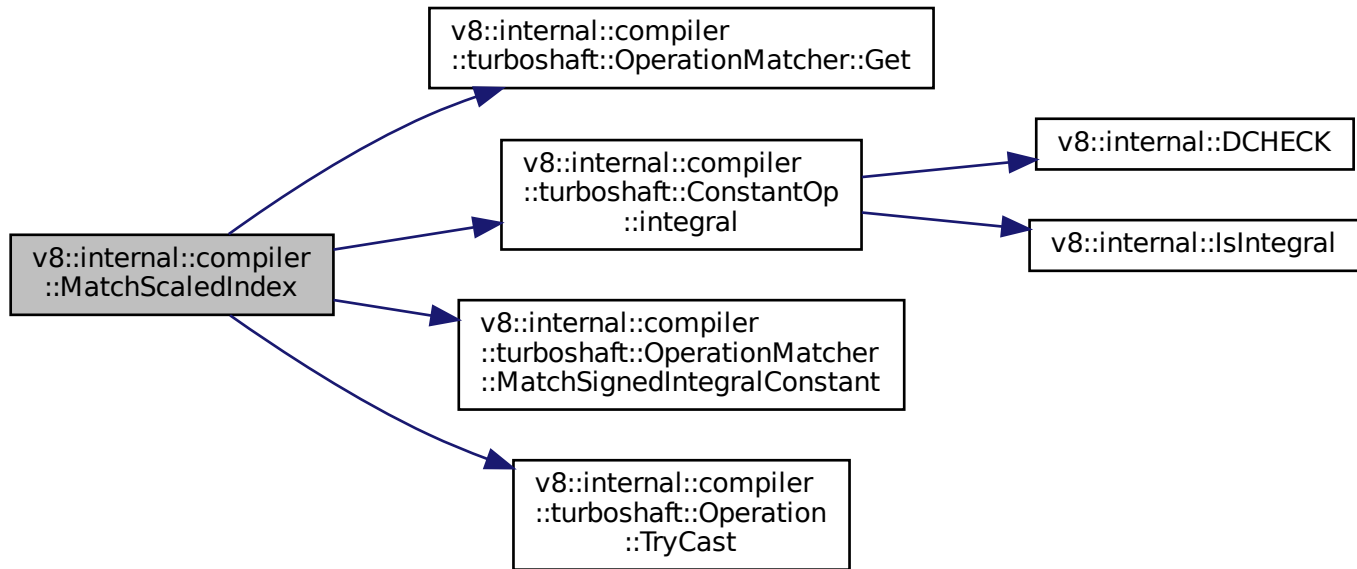 v8::internal::compiler
::MatchScaledIndex
v8::internal::compiler
::turboshaft::OperationMatcher::Get
v8::internal::compiler
::turboshaft::ConstantOp
::integral
v8::internal::DCHECK
v8::internal::IsIntegral
v8::internal::compiler
::turboshaft::OperationMatcher
::MatchSignedIntegralConstant
v8::internal::compiler
::turboshaft::Operation
::TryCast